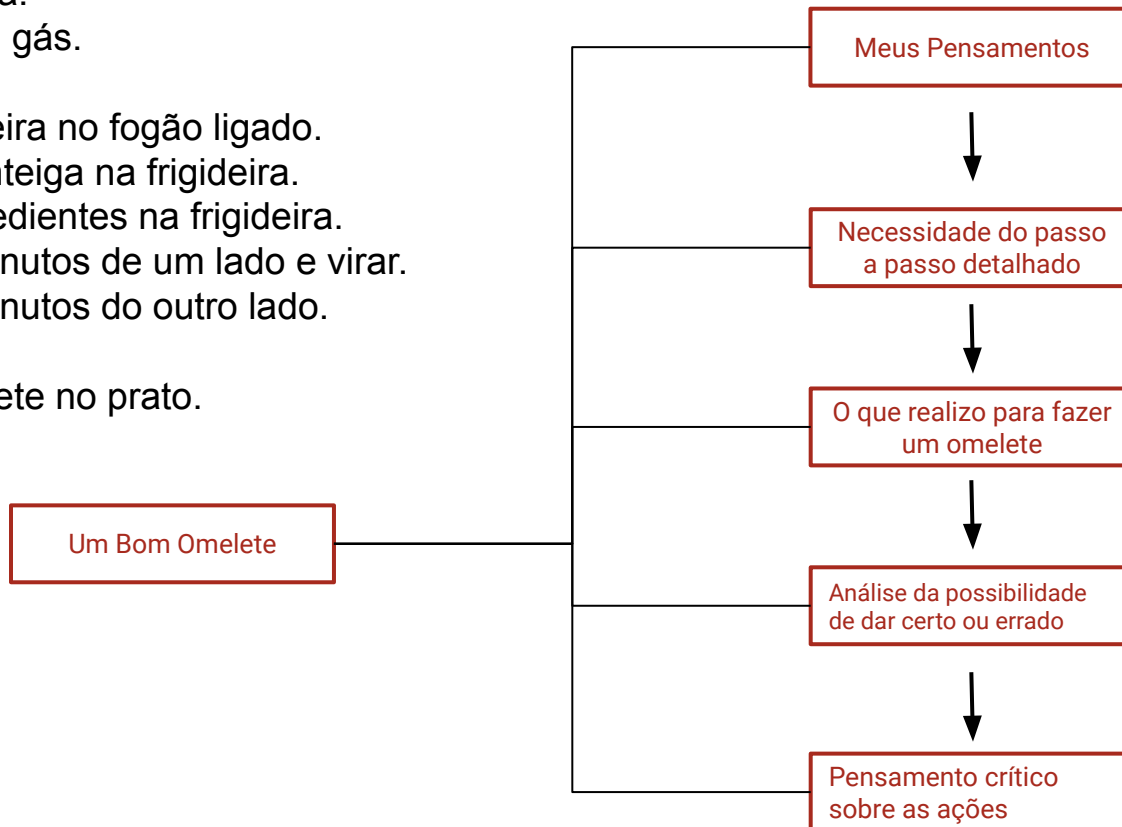 gás.
eira no fogão ligado.
nteiga na frigideira.
edientes na frigideira.
nutos de um lado e virar.
nutos do outro lado.
ete no prato.
Um Bom Omelete
Meus Pensamentos
Necessidade do passo
a passo detalhado
O que realizo para fazer
um omelete
Análise da possibilidade
de dar certo ou errado
Pensamento crítico
sobre as ações